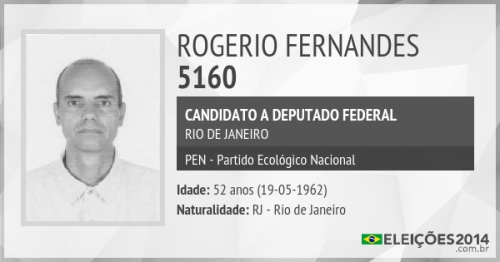 ROGERIO FERNANDES
5160
CANDIDATO A DEPUTADO FEDERAL
RIO DE JANEIRO
PEN - Partido Ecológico Nacional
Idade: 52 anos (19-05-1962)
Naturalidade: RJ - Rio de Janeiro
ELEIÇÕES2014
.com.br